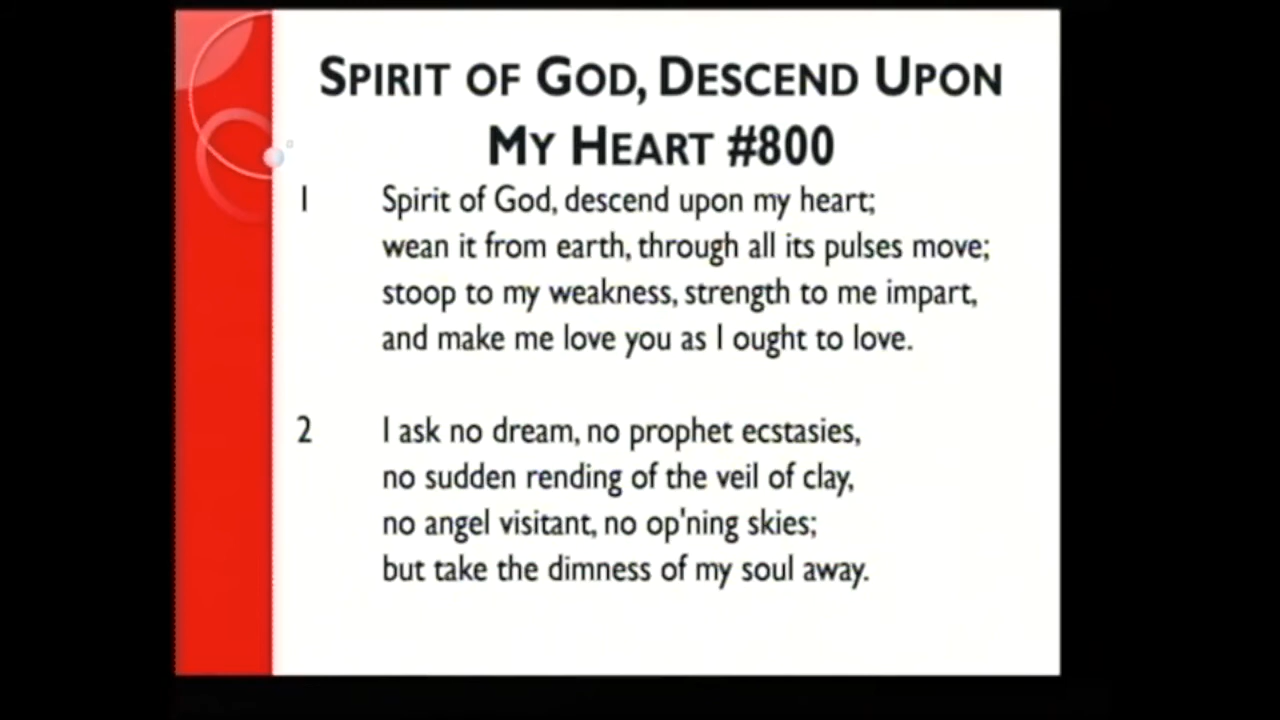 SPIRIT OF GOD, DESCEND UPON
MY HEART #800
1 Spirit of God, descend upon my heart;
wean it from earth, through all its pulses move;
stoop to my weakness, strength to me impart,
and make me love you as I ought to love.
2 I ask no dream, no prophet ecstasies,
no sudden rending of the veil of clay,
no angel visitant, no op'ning skies;
but take the dimness of my soul away.